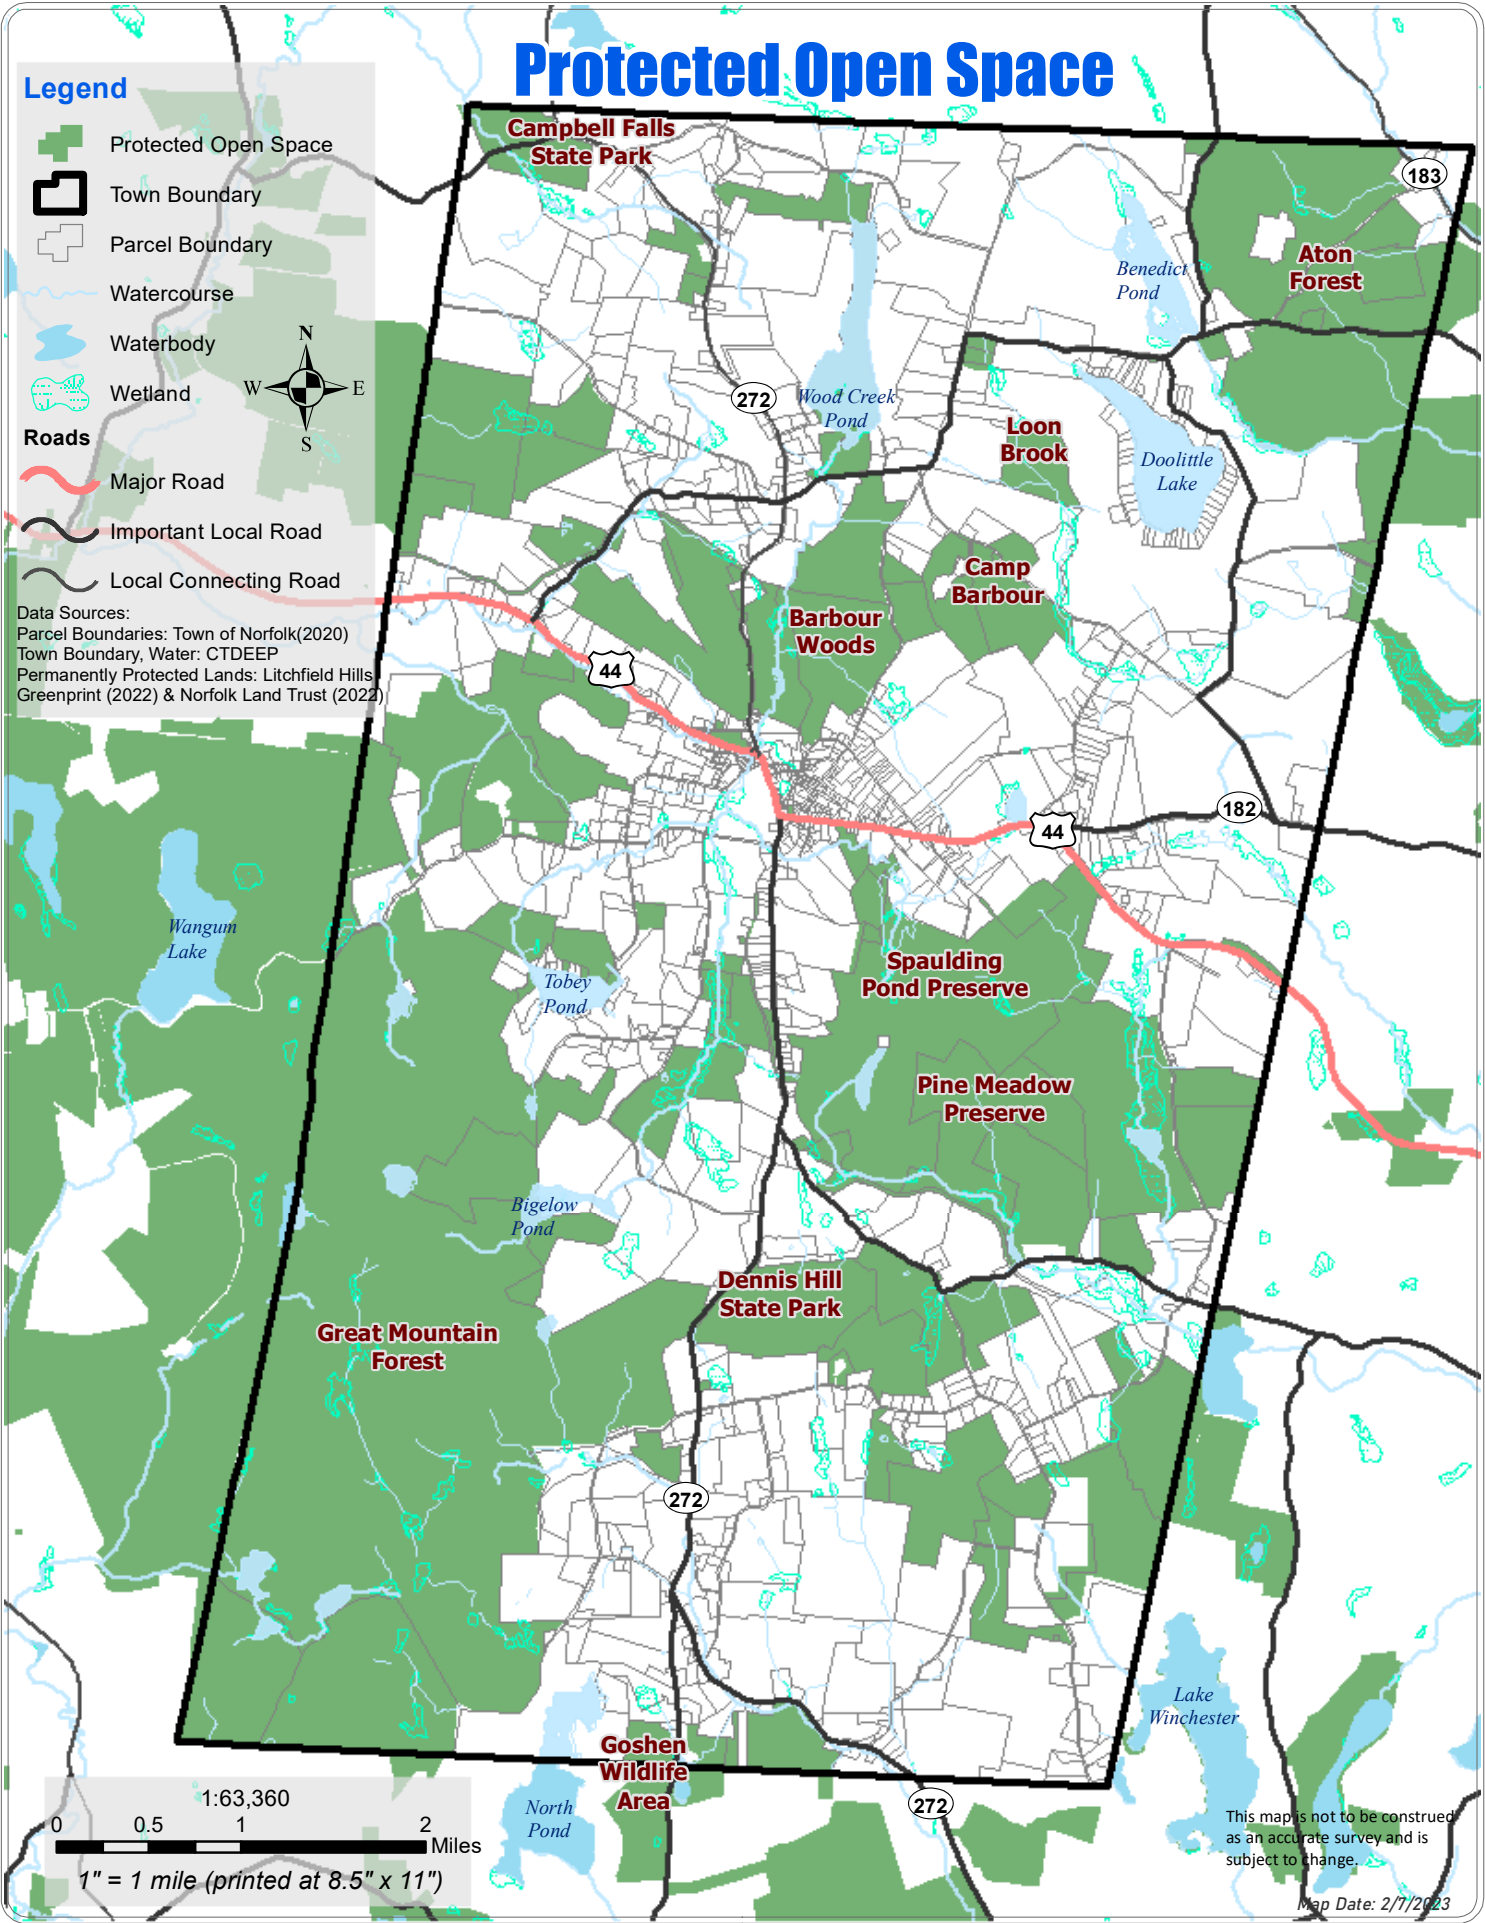 Protected Open Space
Legend
Protected Open Space
Town Boundary
Parcel Boundary
Watercourse
Waterbody
Wetland
N
W
E
S
Roads
Major Road
Important Local Road
Local Connecting Road
Data Sources:
Parcel Boundaries: Town of Norfolk(2020)
Town Boundary, Water: CTDEEP
Permanently Protected Lands: Litchfield Hills
Greenprint (2022) & Norfolk Land Trust (2022)
Campbell Falls
State Park
183
Aton
Forest
Benedict
Pond
272
Wood Creek
Pond
Loon
Brook
Doolittle
Lake
Camp
Barbour
Barbour
Woods
44
182
44
Wangum
Lake
Spaulding
Pond Preserve
Tobey
Pond
Pine Meadow
Preserve
Bigelow
Pond
Dennis Hill
State Park
Great Mountain
Forest
272
Lake
Winchester
Goshen
Wildlife
Area
North
Pond
272
1:63,360
0 0.5 1 2
Miles
1" = 1 mile (printed at 8.5" x 11")
This map is not to be construed
as an accurate survey and is
subject to change.
Map Date: 2/7/2023